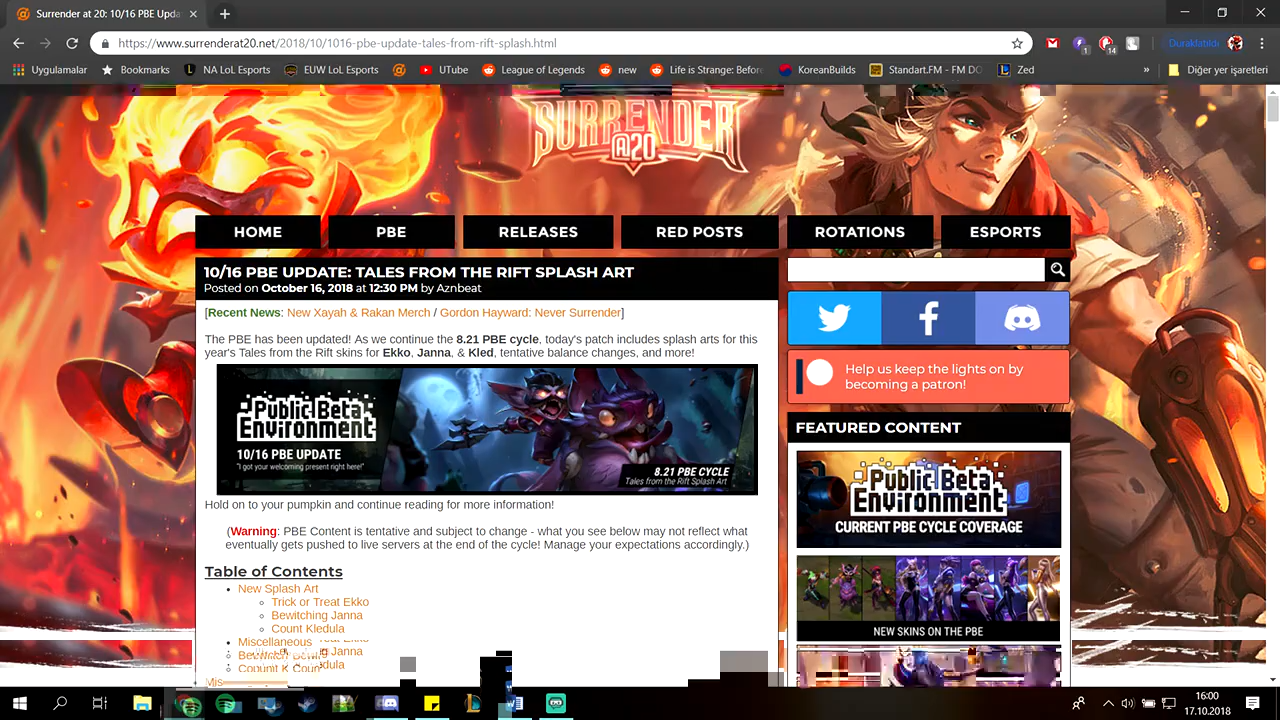 https://www.surrenderat20.net/2018/10/1016-pbe-update-tales-from-rift-splash.html
1
14
Duraklatıldı
Uygulamalar
Bookmarks
NA LoL Esports
EUW LoL Esports
UTube
League of Legends
new
Life is Strange: Befor
KoreanBuilds
Standart.FM - FM DO
Zed
»
Diğer yer işaretleri
SURRENDER
@20
HOME
PBE
RELEASES
RED POSTS
ROTATIONS
ESPORTS
10/16 PBE UPDATE: TALES FROM THE RIFT SPLASH ART
Posted on October 16, 2018 at 12:30 PM by Aznbeat
[Recent News: New Xayah & Rakan Merch / Gordon Hayward: Never Surrender]
The PBE has been updated! As we continue the 8.21 PBE cycle, today's patch includes splash arts for this
year's Tales from the Rift skins for Ekko, Janna, & Kled, tentative balance changes, and more!
Public Beta
Environment
10/16 PBE UPDATE
"I got your welcoming present right here!"
8.21 PBE CYCLE
Tales from the Rift Splash Art
Hold on to your pumpkin and continue reading for more information!
(Warning: PBE Content is tentative and subject to change - what you see below may not reflect what
eventually gets pushed to live servers at the end of the cycle! Manage your expectations accordingly.)
Table of Contents
New Splash Art
Trick or Treat Ekko
Bewitching Janna
Count Kledula
Miscellaneous
Janna
dula
Mis
Help us keep the lights on by
becoming a patron!
FEATURED CONTENT
Public Beta
Environment
CURRENT PBE CYCLE COVERAGE
NEW SKINS ON THE PBE
16:00
17.10.2018